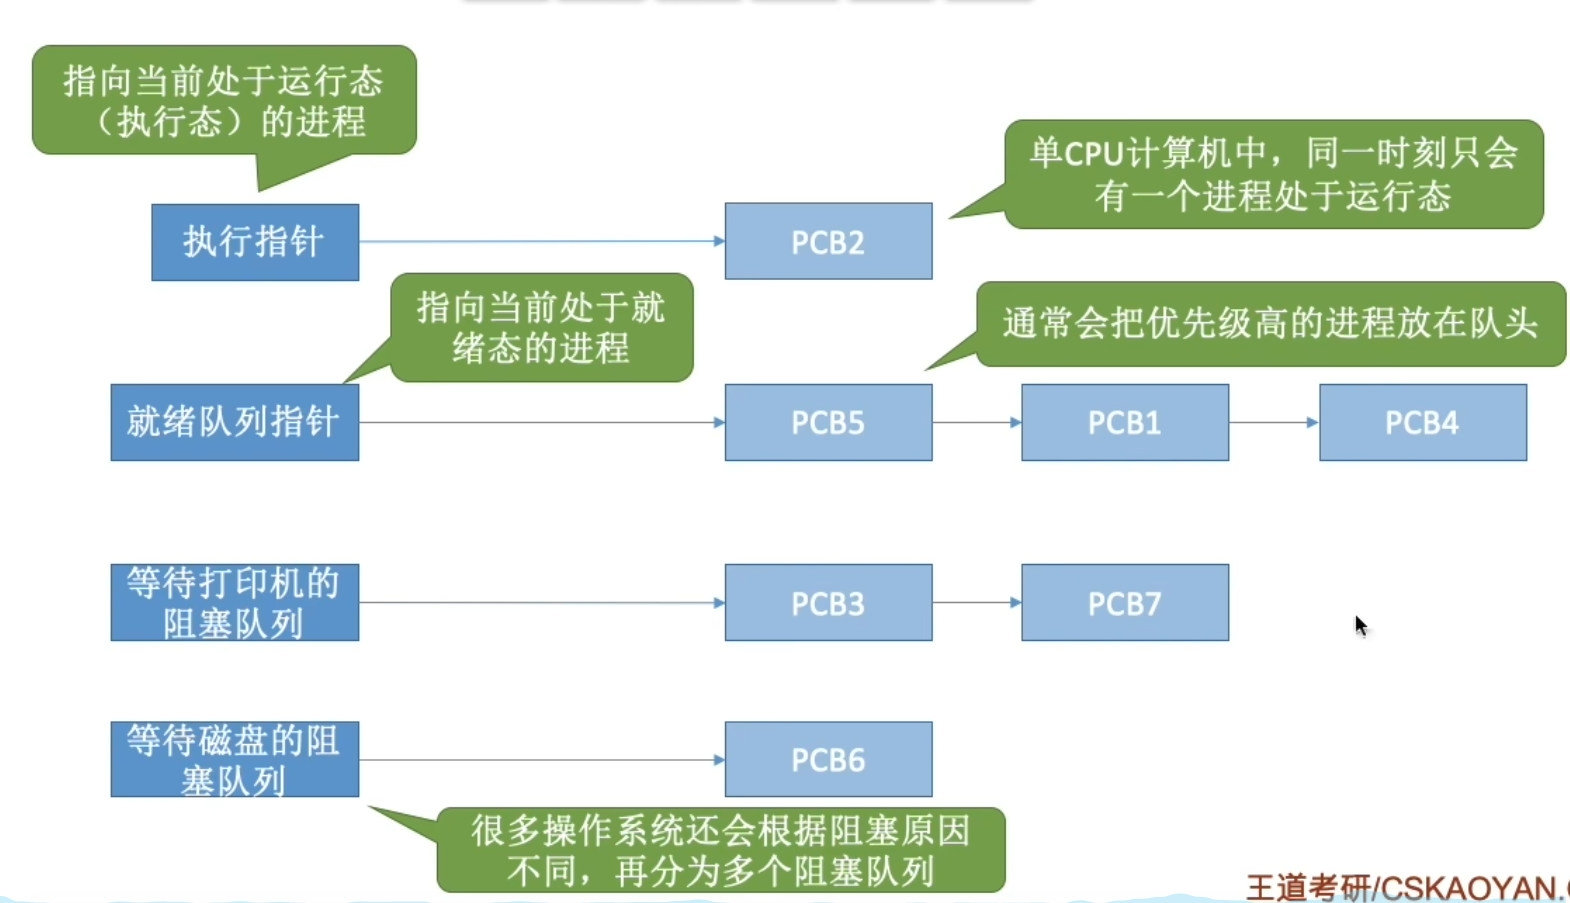 指向当前处于运行态
（执行态）的进程
单CPU计算机中，同一时刻只会
有一个进程处于运行态
执行指针
PCB2
指向当前处于就
绪态的进程
通常会把优先级高的进程放在队头
就绪队列指针
PCB5
PCB1
PCB4
等待打印机的
阻塞队列
PCB3
PCB7
等待磁盘的阻
塞队列
PCB6
很多操作系统还会根据阻塞原因
不同，再分为多个阻塞队列
王道考研/CSKAOYAN.